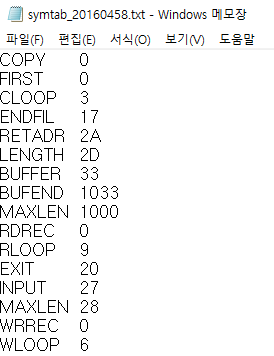 symtab_20160458.txt - Windows 메모장
파일(F) 편집(E) 서식(O) 보기(V) 도움말
COPY 0
FIRST 0
CLOOP 3
ENDFIL 17
RETADR 2A
LENGTH 2D
BUFFER 33
BUFEND 1033
MAXLEN 1000
RDREC 0
RLOOP 9
EXIT 20
INPUT 27
MAXLEN 28
WRREC 0
WLOOP 6